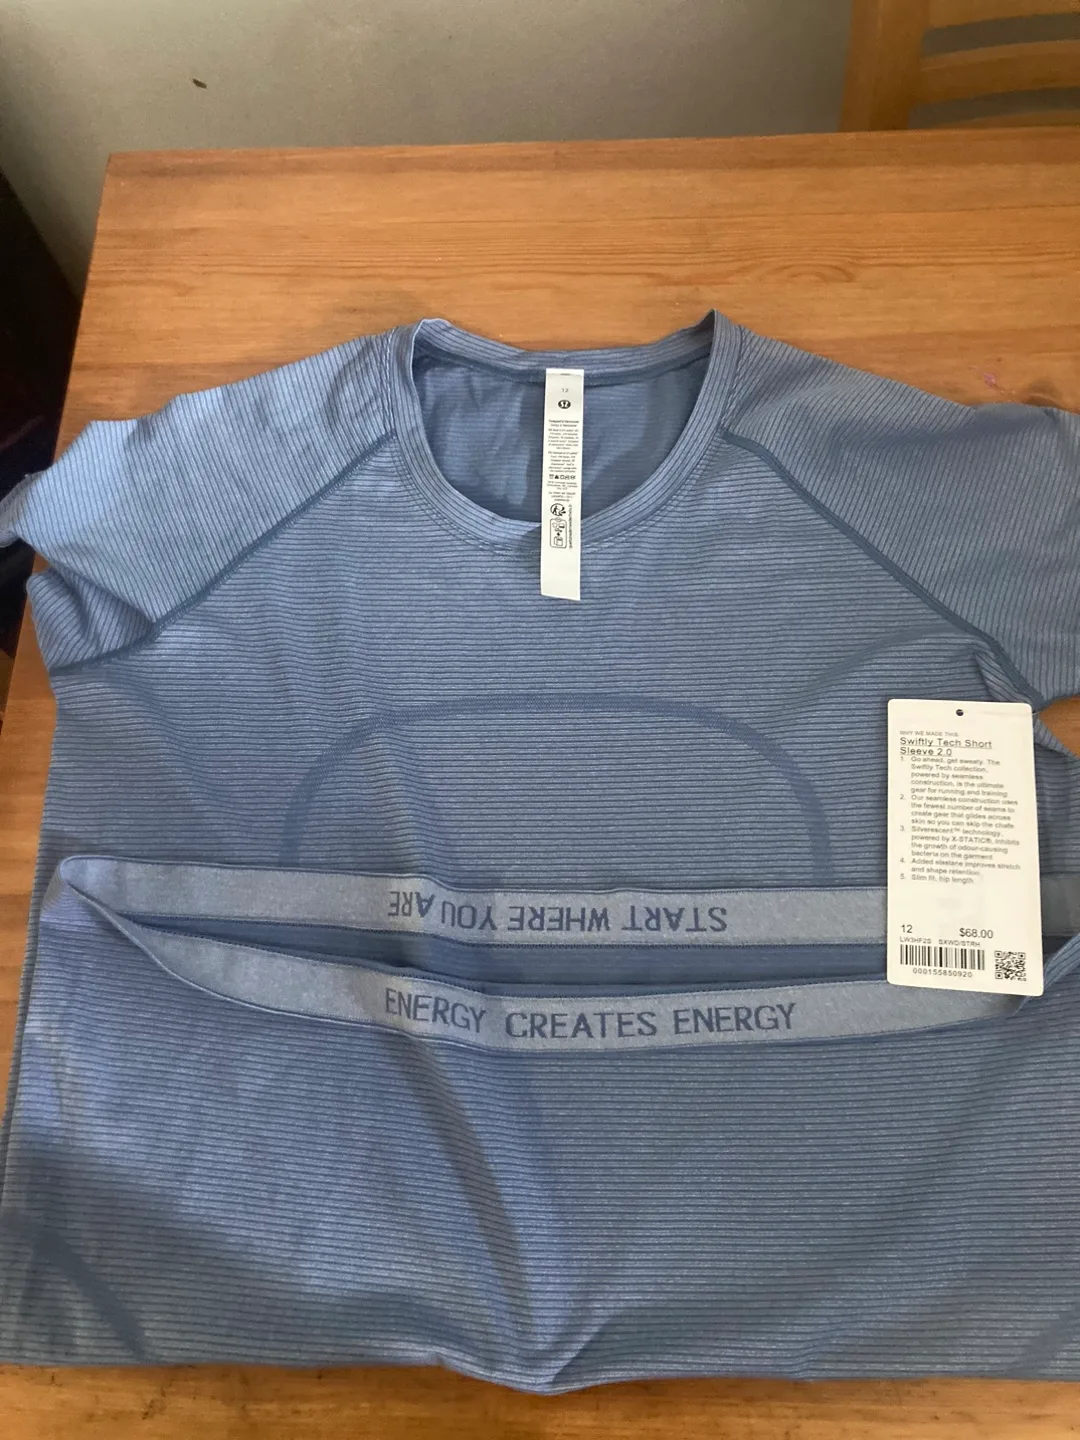 12
WHY WE MADE THIS
Swiftly Tech Short
Sleeve 2.0
1. Go ahead, get sweaty. The
Swiftly Tech collection,
powered by seamless
construction, is the ultimate
gear for running and training
2. Our seamless construction uses
the fewest number of seams to
create gear that glides across
skin so you can skip the chafe
3. Silverescent™ technology,
powered by X-STATIC®, inhibits
the growth of odour-causing
bacteria on the garment
4. Added elastane improves stretch
and shape retention
5. Slim fit, hip length
12 $68.00
LW3HF2S SXWD/STRH
000155850920
START WHERE YOU ARE
ENERGY CREATES ENERGY